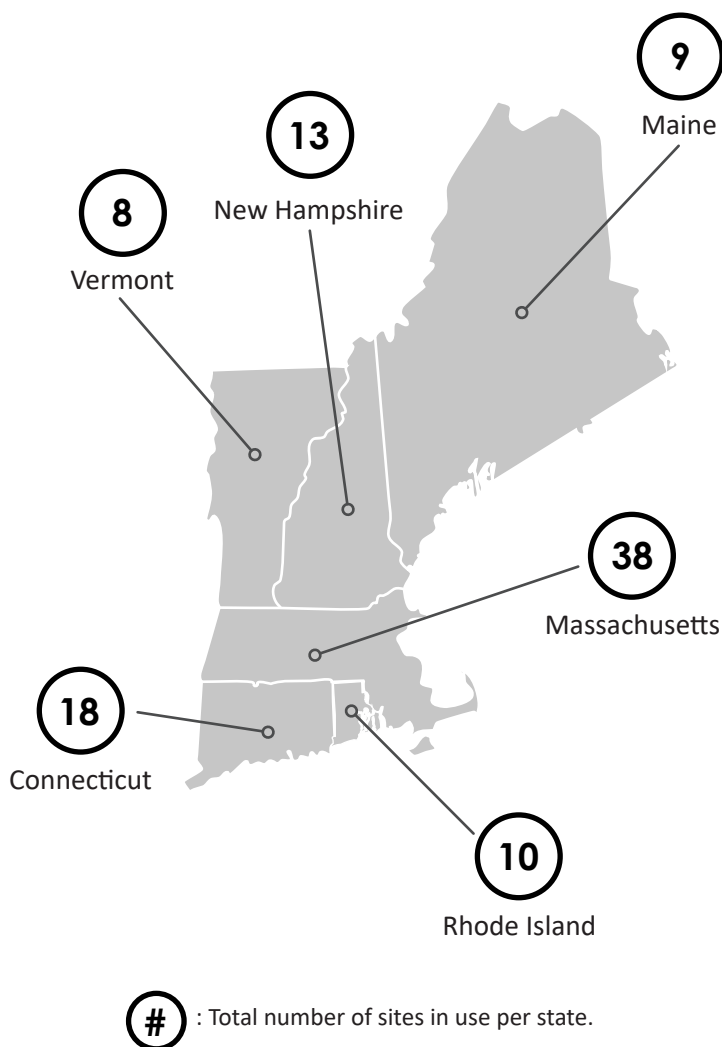 9
Maine
13
New Hampshire
8
Vermont
38
Massachusetts
18
Connecticut
10
Rhode Island
# : Total number of sites in use per state.